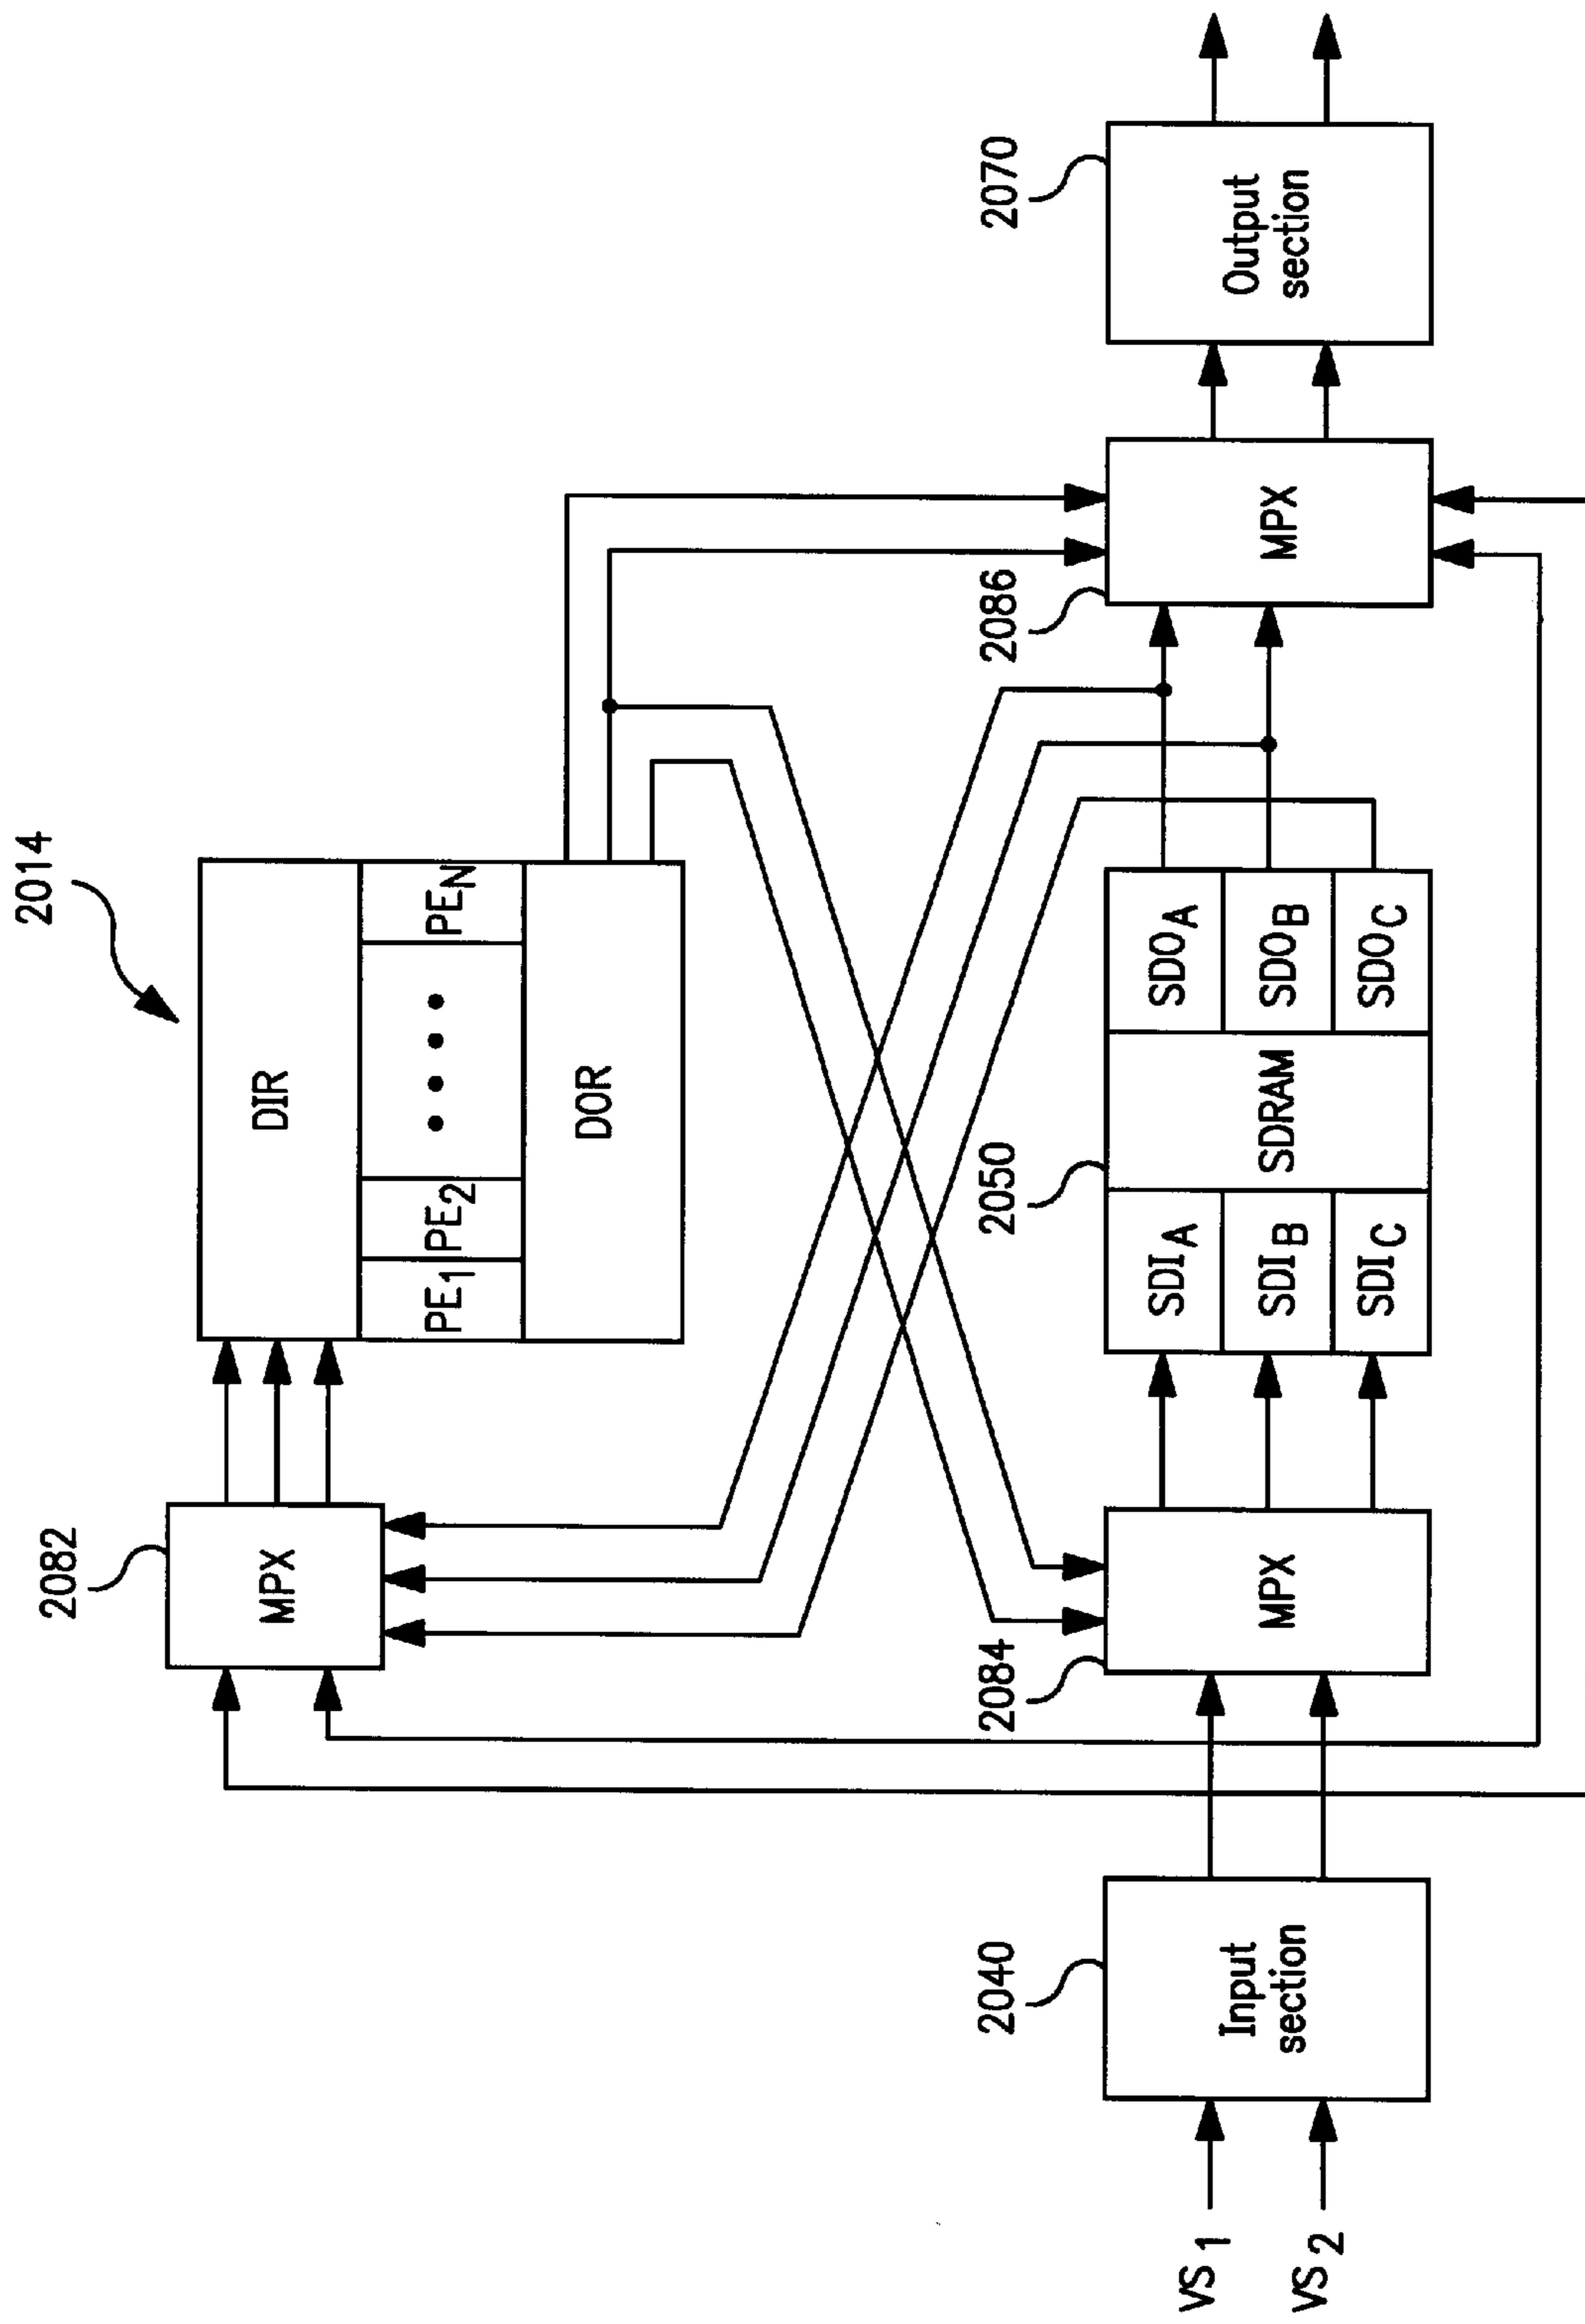 2014
2082
MPX
DIR
PE1
PE2
PEN
DOR
2040
Input
section
VS1
VS2
2084
MPX
2050
SDIA
SDIB
SDIC
SDRAM
SDOA
SDOB
SDOC
2086
MPX
2070
Output
section